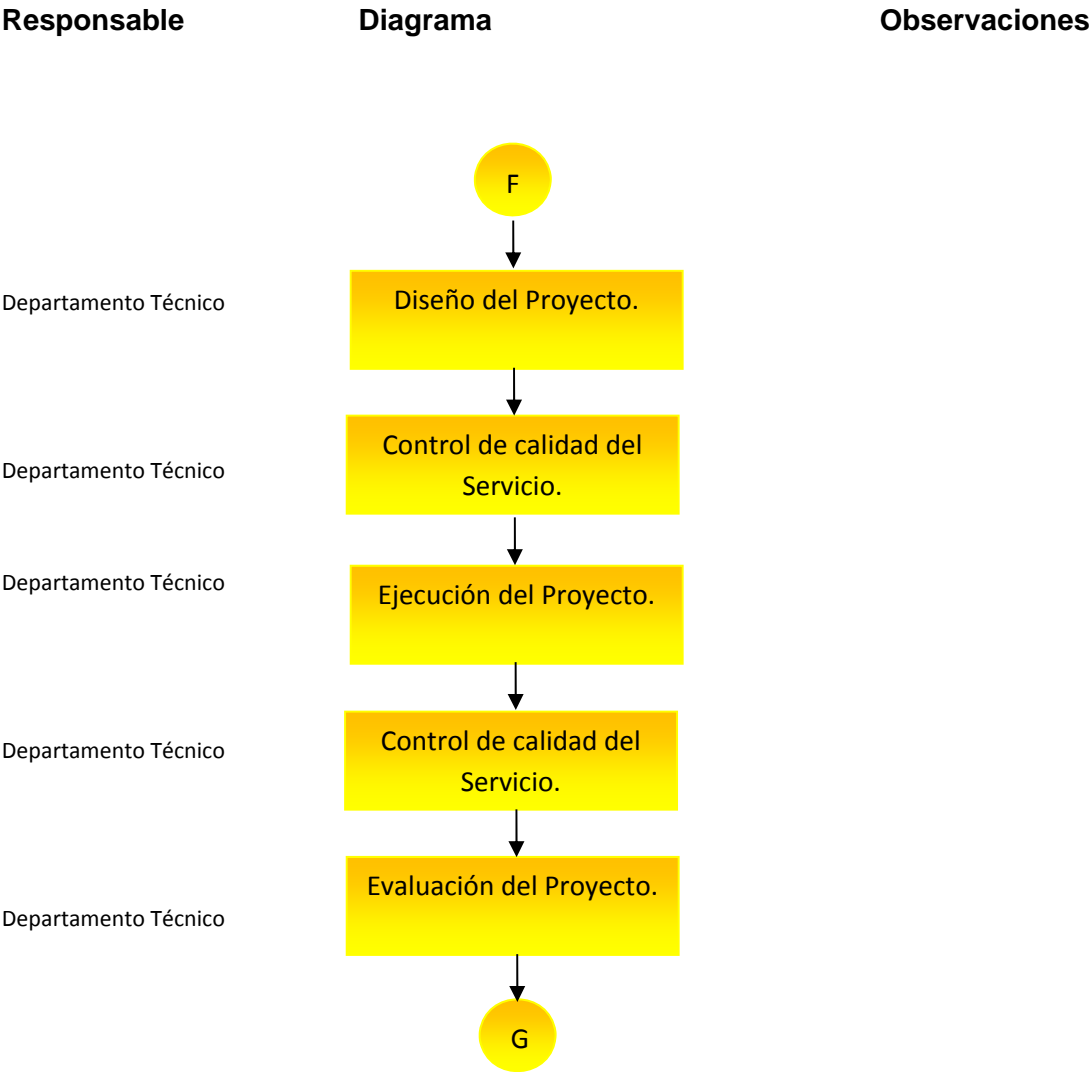 Responsable Diagrama Observaciones
F
Departamento Técnico
Diseño del Proyecto.
Departamento Técnico
Control de calidad del
Servicio.
Departamento Técnico
Ejecución del Proyecto.
Departamento Técnico
Control de calidad del
Servicio.
Departamento Técnico
Evaluación del Proyecto.
G